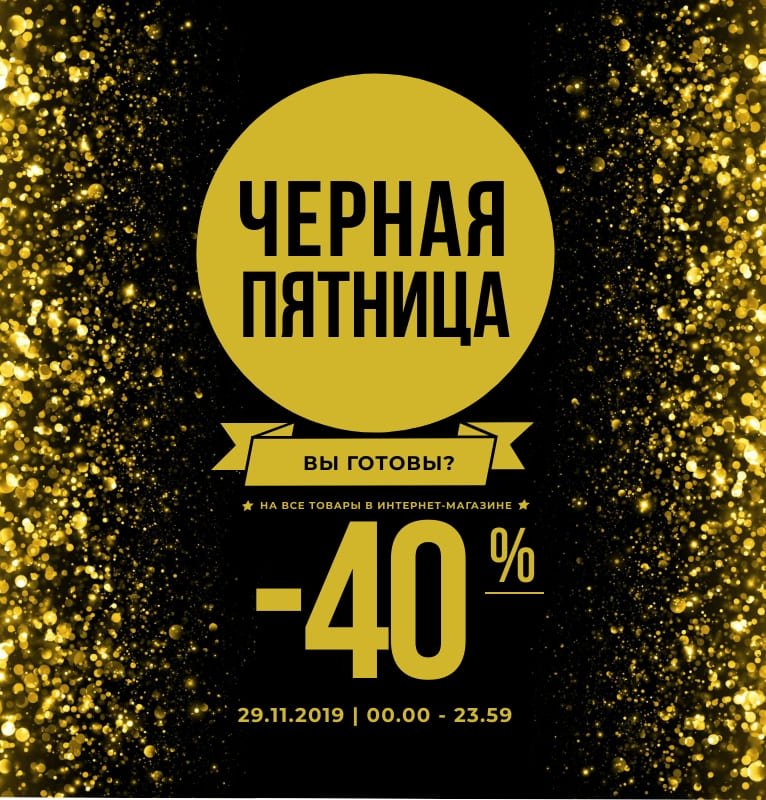 ЧЕРНАЯ
ПЯТНИЦА
ВЫ ГОТОВЫ?
НА ВСЕ ТОВАРЫ В ИНТЕРНЕТ-МАГАЗИНЕ
-40%
29.11.2019 | 00.00 - 23.59